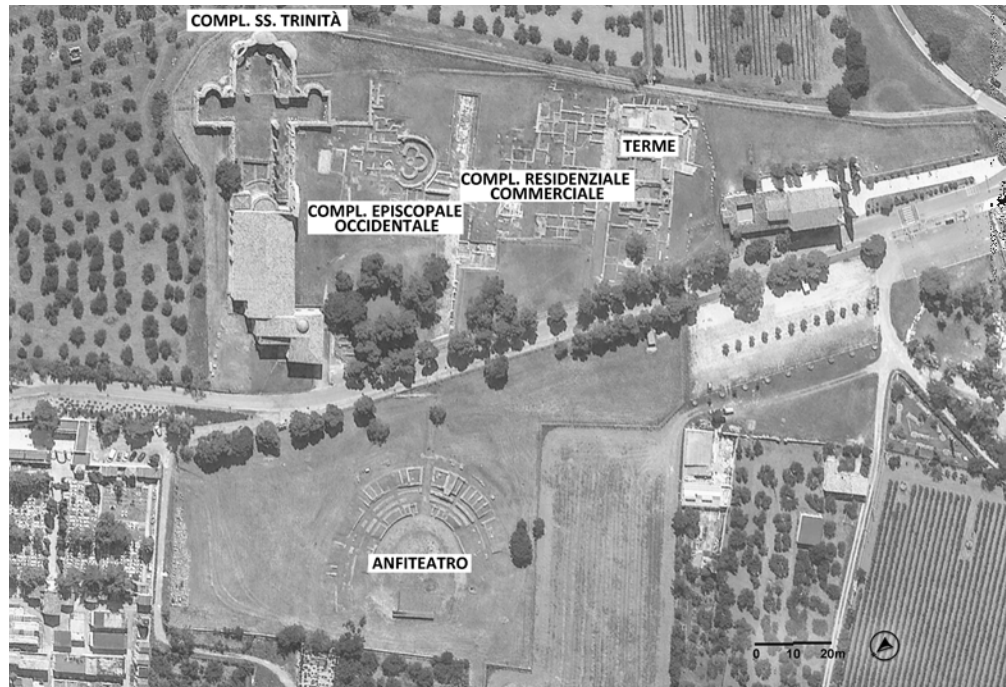 COMPL. SS. TRINITÀ
TERME
COMPL. RESIDENZIALE
COMMERCIALE
COMPL. EPISCOPALE
OCCIDENTALE
ANFITEATRO
0 10 20m